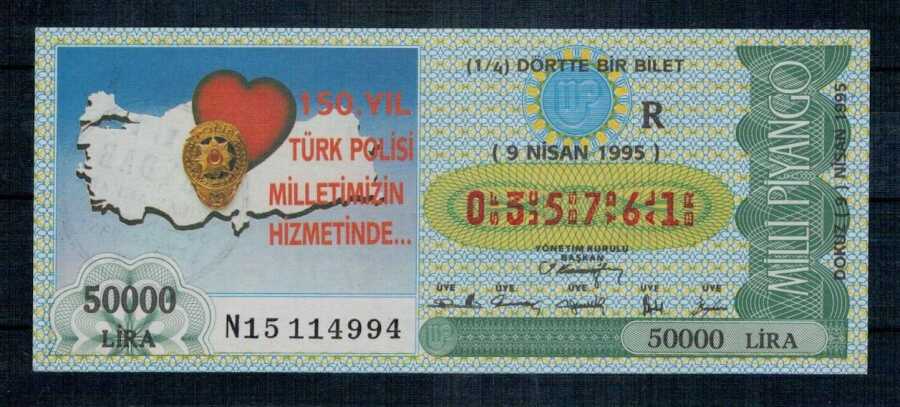 150.YIL
TÜRK POLİSİ
MİLLETİMİZİN
HİZMETİNDE...
50000
LİRA
N15 114994
(1/4) DÖRTTE BİR BİLET
R
( 9 NİSAN 1995 )
0 3 5 7 6 1
YÖNETİM KURULU
BAŞKAN
ÜYE ÜYE ÜYE ÜYE ÜYE
50000 LİRA
MİLLİ PİYANGO
DOKUZ ( 9 ) NİSAN 1995